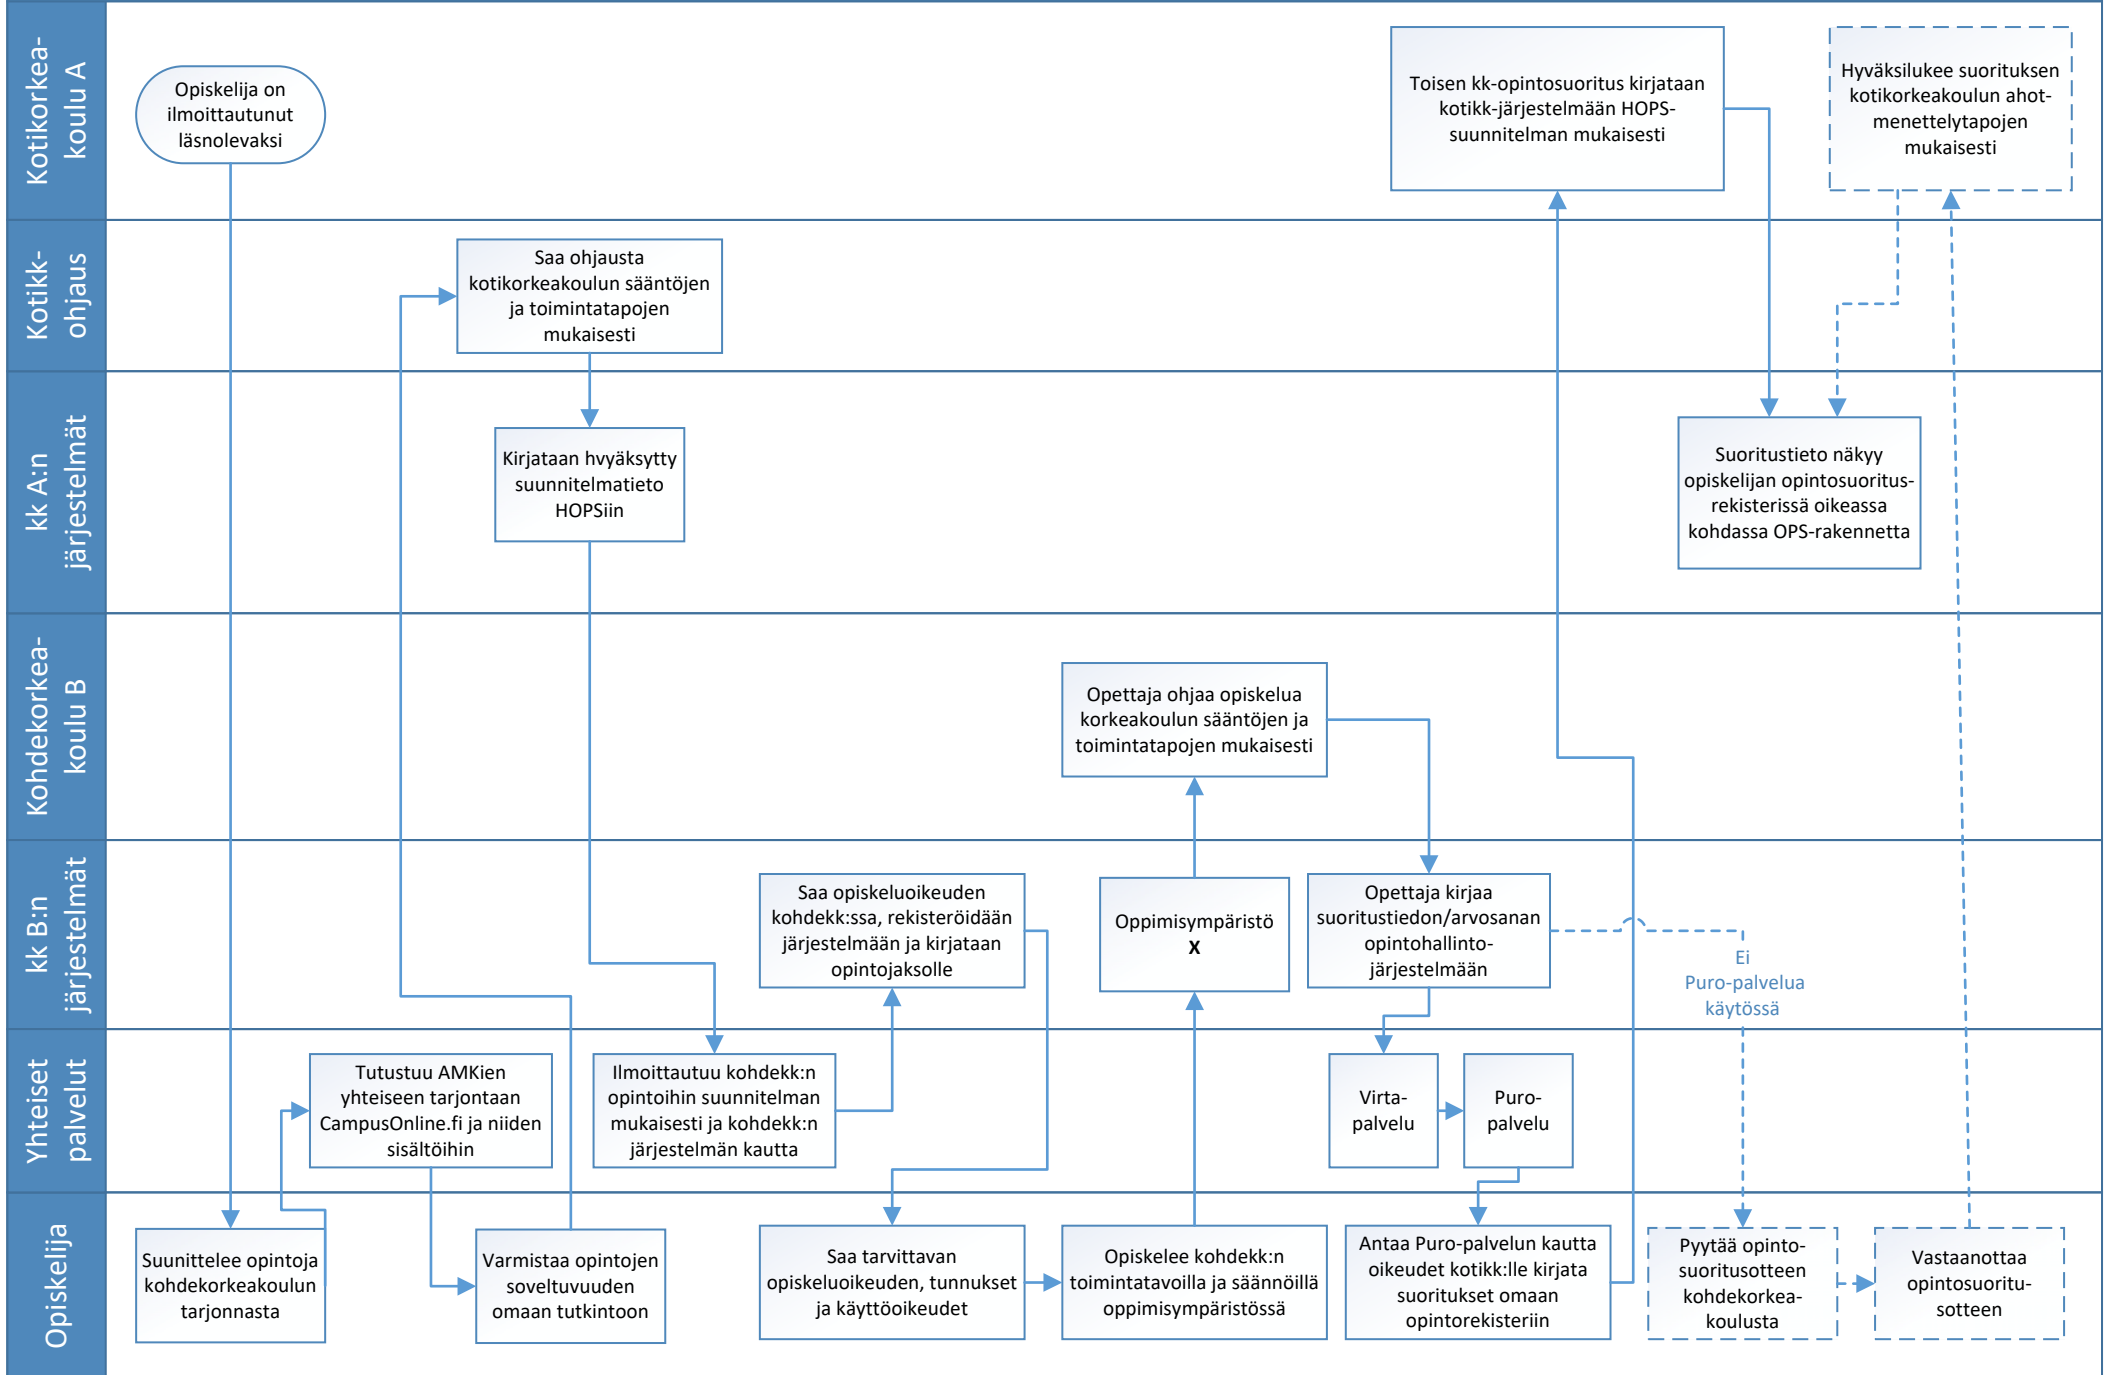 Kotikorkea-
koulu A
Opiskelija on
ilmoittautunut
läsnolevaksi
Toisen kk-opintosuoritus kirjataan
kotikk-järjestelmään HOPS-
suunnitelman mukaisesti
Hyväksilukee suorituksen
kotikorkeakoulun ahot-
menettelytapojen
mukaisesti
Kotikk-
ohjaus
Saa ohjausta
kotikorkeakoulun sääntöjen
ja toimintatapojen
mukaisesti
kk A:n
järjestelmät
Kirjataan hvyäksytty
suunnitelmatieto
HOPSiin
Suoritustieto näkyy
opiskelijan opintosuoritus-
rekisterissä oikeassa
kohdassa OPS-rakennetta
Kohdekorkea-
koulu B
Opettaja ohjaa opiskelua
korkeakoulun sääntöjen ja
toimintatapojen mukaisesti
kk B:n
järjestelmät
Saa opiskeluoikeuden
kohdekk:ssa, rekisteröidään
järjestelmään ja kirjataan
opintojaksolle
Oppimisympäristö
X
Opettaja kirjaa
suoritustiedon/arvosanan
opintohallinto-
järjestelmään
Ei
Puro-palvelua
käytössä
Yhteiset
palvelut
Tutustuu AMKien
yhteiseen tarjontaan
CampusOnline.fi ja niiden
sisältöihin
Ilmoittautuu kohdekk:n
opintoihin suunnitelman
mukaisesti ja kohdekk:n
järjestelmän kautta
Virta-
palvelu
Puro-
palvelu
Opiskelija
Suunittelee opintoja
kohdekorkeakoulun
tarjonnasta
Varmistaa opintojen
soveltuvuuden
omaan tutkintoon
Saa tarvittavan
opiskeluoikeuden, tunnukset
ja käyttöoikeudet
Opiskelee kohdekk:n
toimintatavoilla ja säännöillä
oppimisympäristössä
Antaa Puro-palvelun kautta
oikeudet kotikk:lle kirjata
suoritukset omaan
opintorekisteriin
Pyytää opinto-
suoritusotteen
kohdekorkea-
koulusta
Vastaanottaa
opintosuoritu-
sotteen